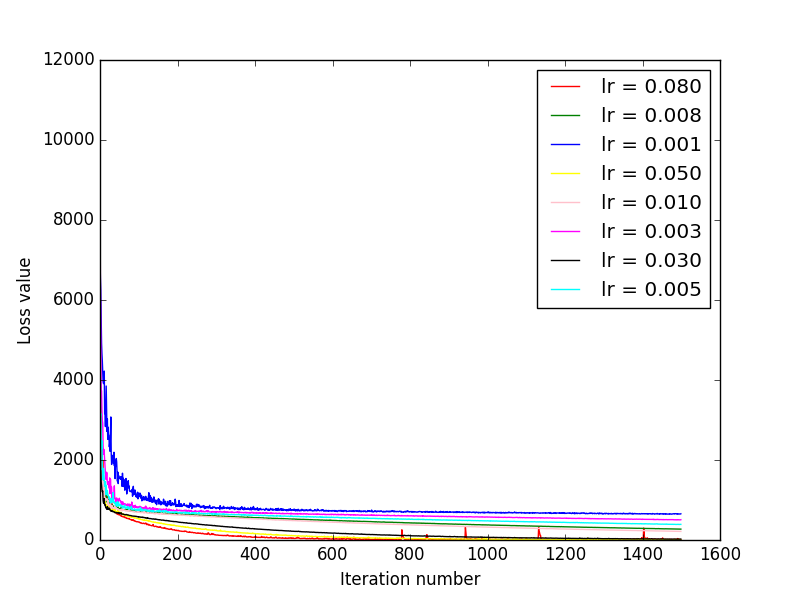 12000
10000
8000
6000
4000
2000
0
Loss value
0 200 400 600 800 1000 1200 1400 1600
Iteration number
lr = 0.080
lr = 0.008
lr = 0.001
lr = 0.050
lr = 0.010
lr = 0.003
lr = 0.030
lr = 0.005